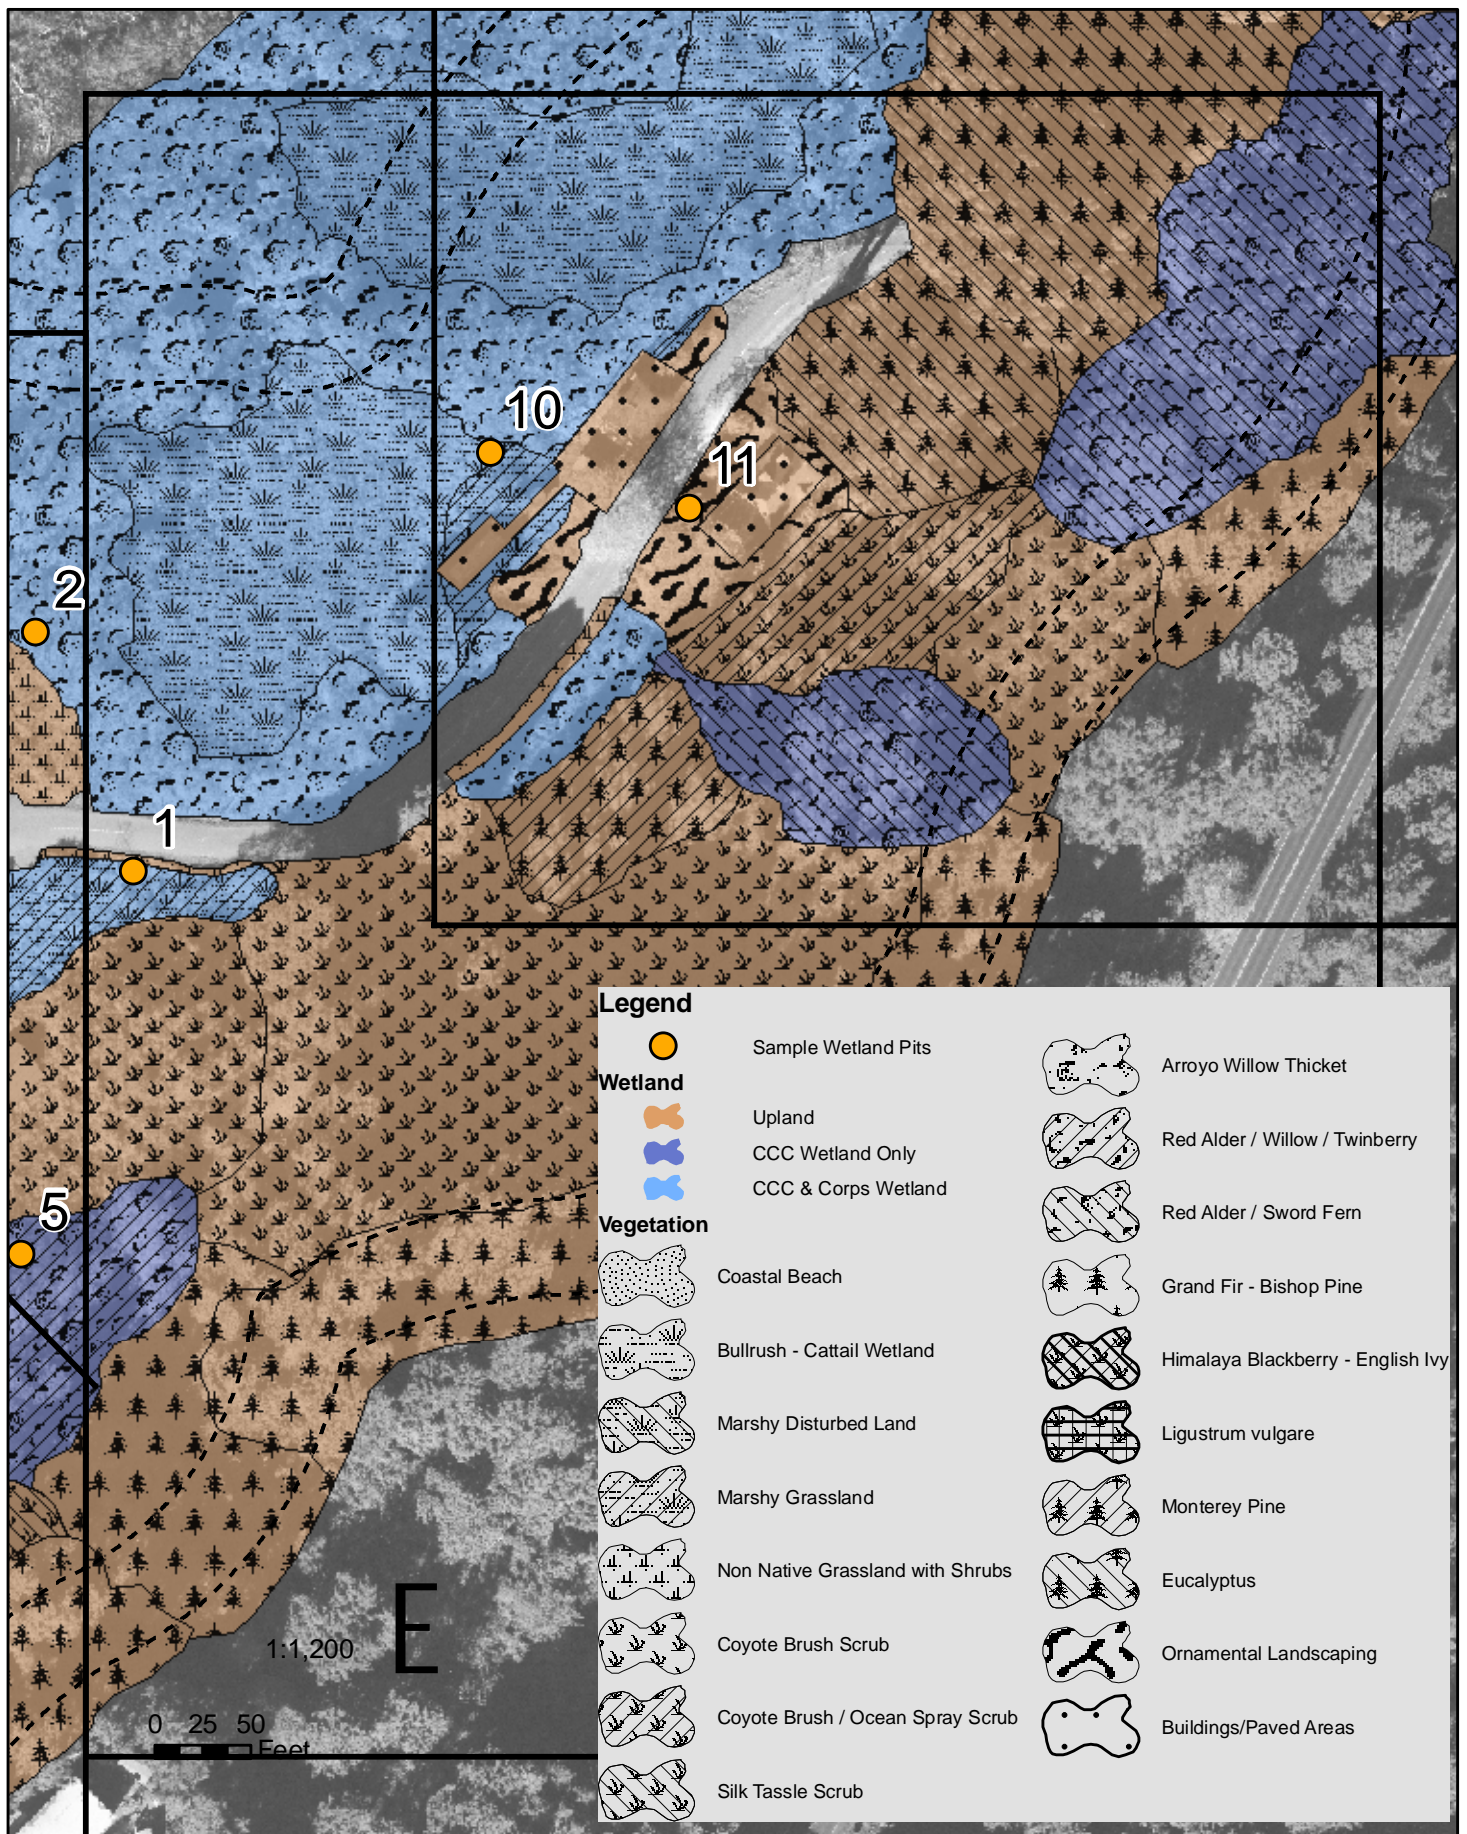 10
11
2
1
5
Legend
Sample Wetland Pits
Wetland
Upland
CCC Wetland Only
CCC & Corps Wetland
Vegetation
Coastal Beach
Bullrush - Cattail Wetland
Marshy Disturbed Land
Marshy Grassland
Non Native Grassland with Shrubs
Coyote Brush Scrub
Coyote Brush / Ocean Spray Scrub
Silk Tassle Scrub
Arroyo Willow Thicket
Red Alder / Willow / Twinberry
Red Alder / Sword Fern
Grand Fir - Bishop Pine
Himalaya Blackberry - English Ivy
Ligustrum vulgare
Monterey Pine
Eucalyptus
Ornamental Landscaping
Buildings/Paved Areas
1:1,200
E
0 25 50
Feet